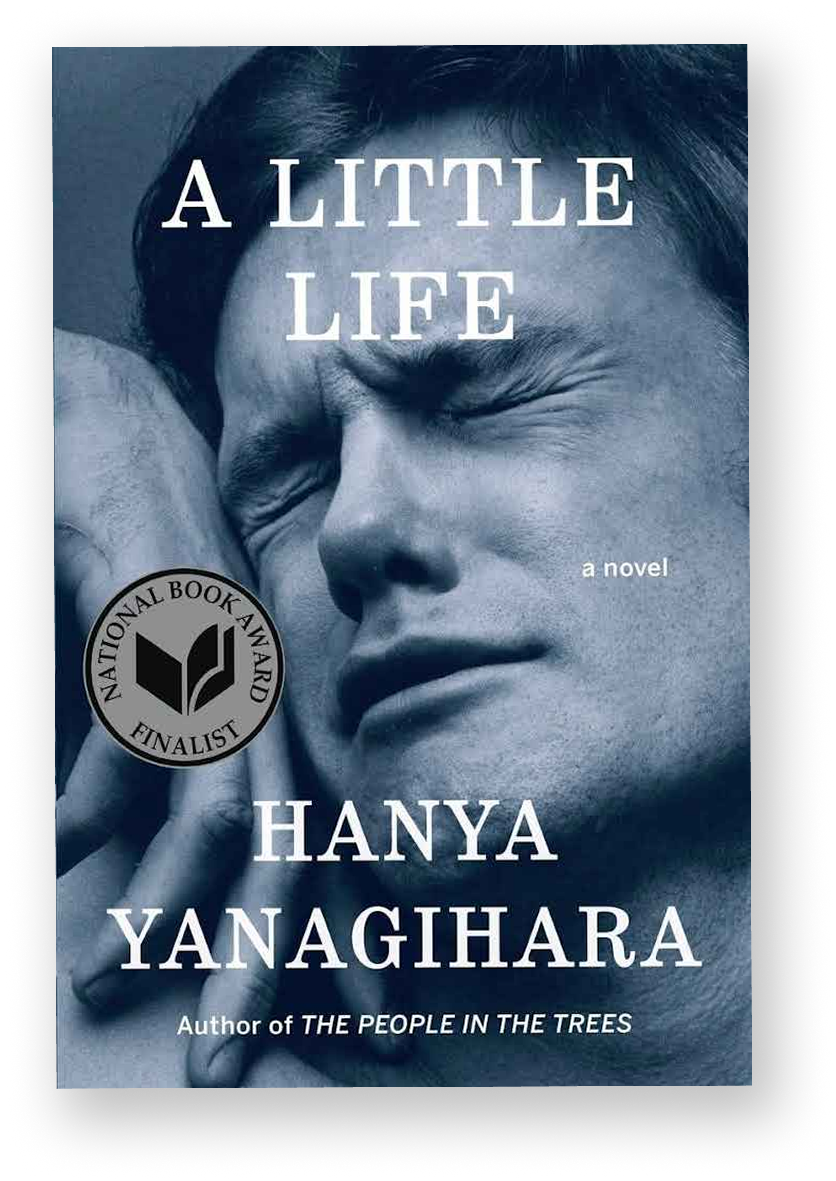 A LITTLE
LIFE
a novel
NATIONAL BOOK AWARD
FINALIST
HANYA
YANAGIHARA
Author of THE PEOPLE IN THE TREES